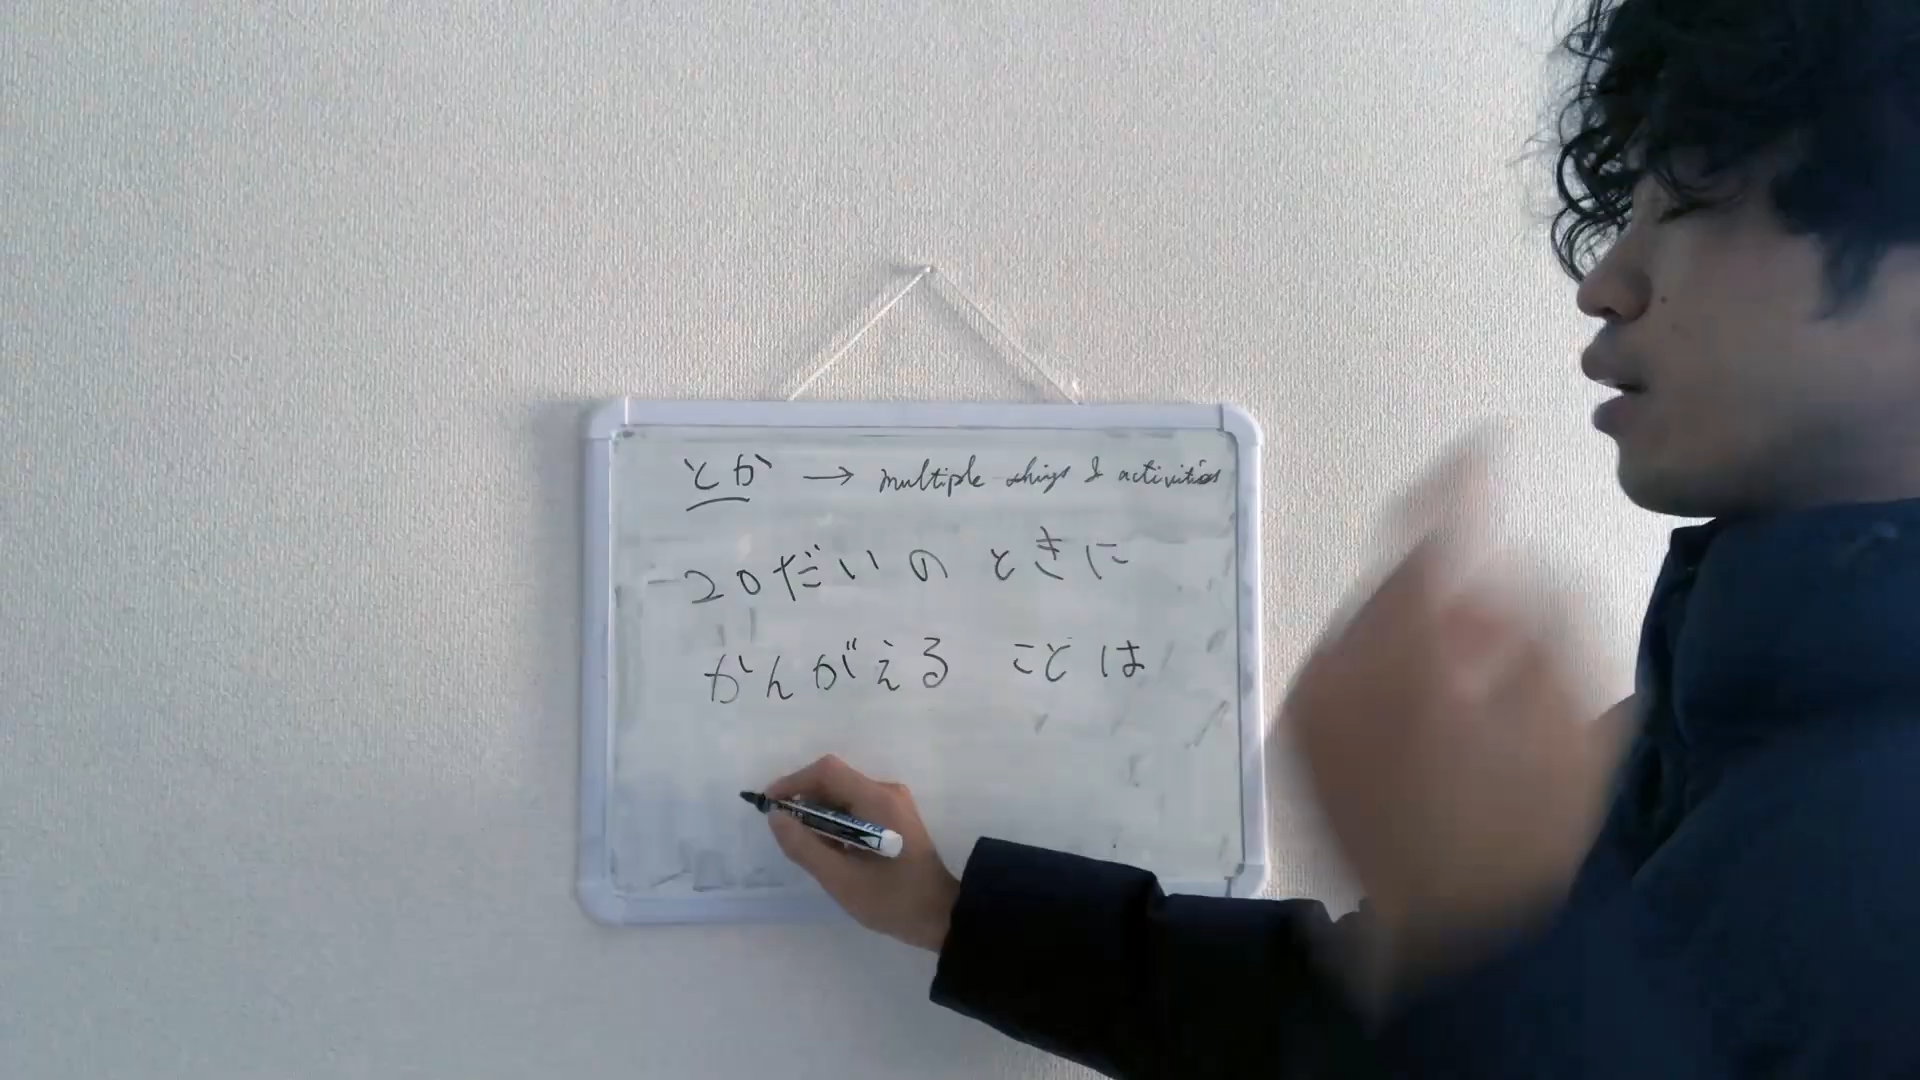 とか → multiple things & activities
20だいの ときに
かんがえる ことは